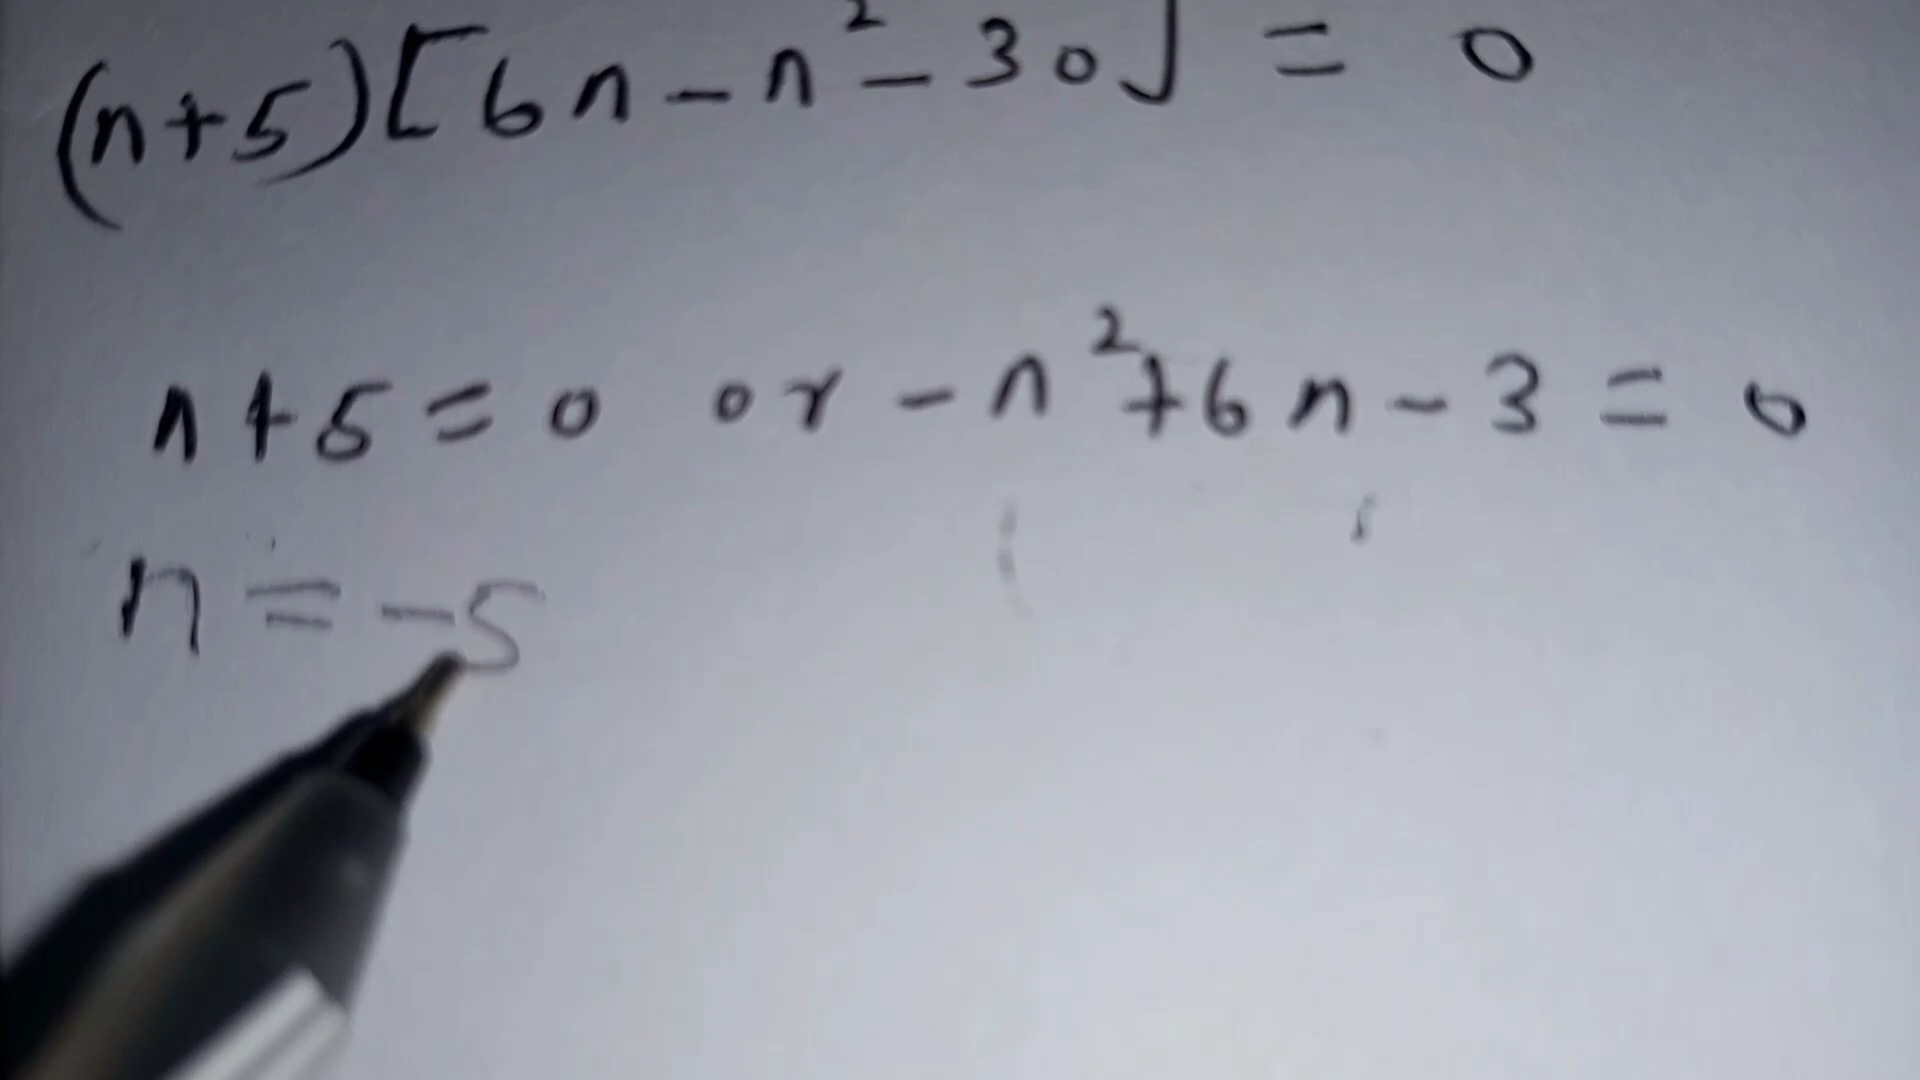 (n+5)[6n-n²-30] = 0
n+5=0 or -n²+6n-3=0
n=-5